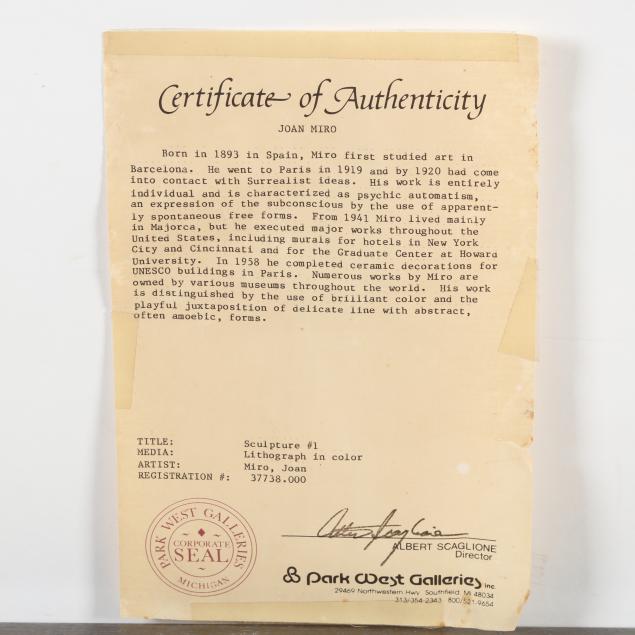 Certificate of Authenticity
JOAN MIRO
Born in 1893 in Spain, Miro first studied art in
Barcelona. He went to Paris in 1919 and by 1920 had come
into contact with Surrealist ideas. His work is entirely
individual and is characterized as psychic automatism,
an expression of the subconscious by the use of apparent-
ly spontaneous free forms. From 1941 Miro lived mainly
in Majorca, but he executed major works throughout the
United States, including murals for hotels in New York
City and Cincinnati and for the Graduate Center at Howard
University. In 1958 he completed ceramic decorations for
UNESCO buildings in Paris. Numerous works by Miro are
owned by various museums throughout the world. His work
is distinguished by the use of brilliant color and the
playful juxtaposition of delicate line with abstract,
often amoebic, forms.
TITLE: Sculpture #1
MEDIA: Lithograph in color
ARTIST: Miro, Joan
REGISTRATION #: 37738.000
PARK WEST GALLERIES
CORPORATE
SEAL
MICHIGAN
ALBERT SCAGLIONE
Director
Park West Galleries inc.
29469 Northwestern Hwy. Southfield, MI 48034
313/354-2343 800/521-9654